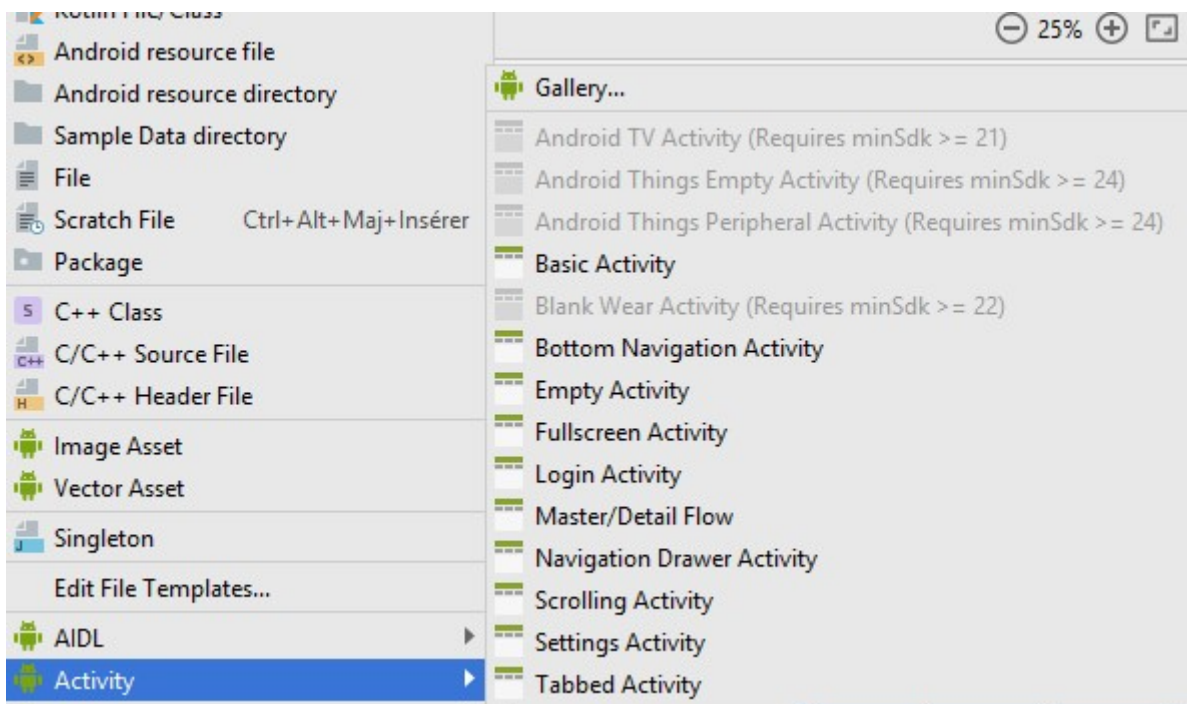 Kotlin File/Class
Android resource file
Android resource directory
Sample Data directory
File
Scratch File Ctrl+Alt+Maj+Insérer
Package
S C++ Class
C++ C/C++ Source File
H C/C++ Header File
Image Asset
Vector Asset
J Singleton
Edit File Templates...
AIDL
Activity
25%
Gallery...
Android TV Activity (Requires minSdk >= 21)
Android Things Empty Activity (Requires minSdk >= 24)
Android Things Peripheral Activity (Requires minSdk >= 24)
Basic Activity
Blank Wear Activity (Requires minSdk >= 22)
Bottom Navigation Activity
Empty Activity
Fullscreen Activity
Login Activity
Master/Detail Flow
Navigation Drawer Activity
Scrolling Activity
Settings Activity
Tabbed Activity